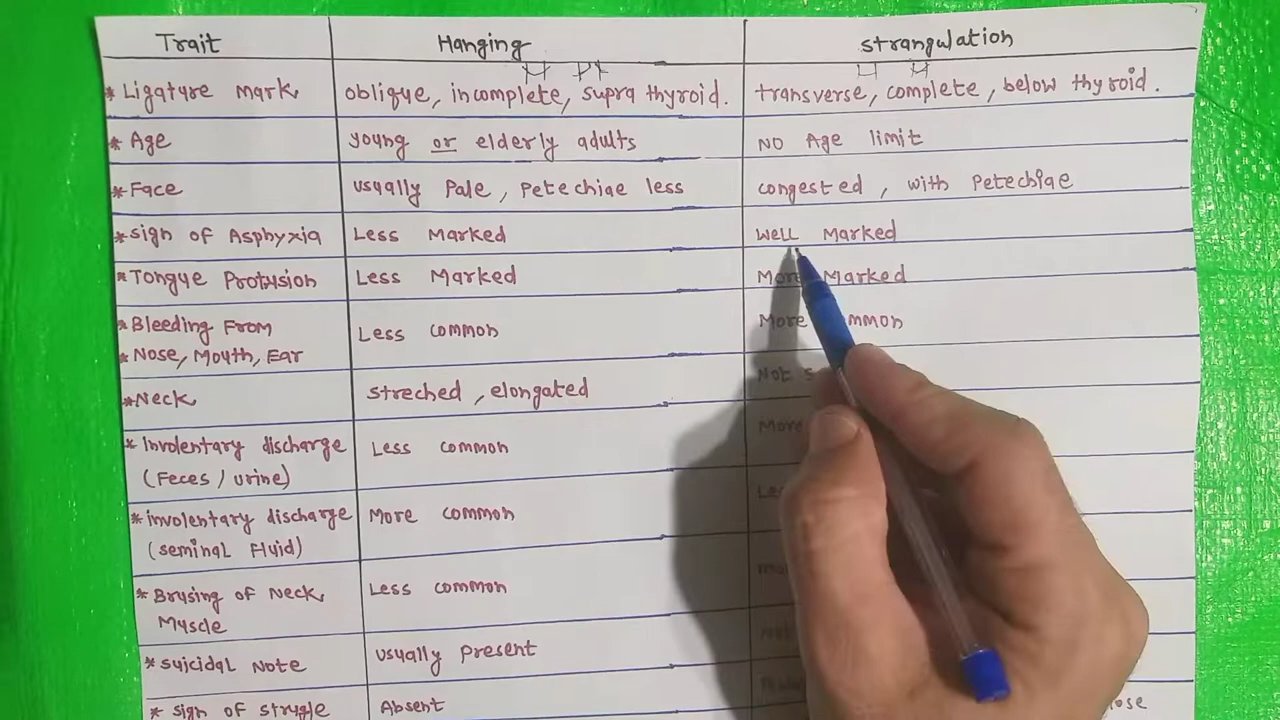 Trait Hanging strangulation
* Ligature Mark oblique, incomplete, supra thyroid. transverse, complete, below thyroid.
* Age young or elderly adults NO Age limit
* Face usually Pale, Petechiae less congested, with Petechiae
* sign of Asphyxia Less Marked Well Marked
* Tongue Protusion Less Marked More Marked
* Bleeding From
* Nose, Mouth, Ear Less common More
* Neck streched, elongated Not
* Involentary discharge Less common More
(Feces / urine)
* involentary discharge More common
(seminal Fluid)
* Brusing of Neck Less common
Muscle
* Suicidal Note usually present
* sign of strugle Absent